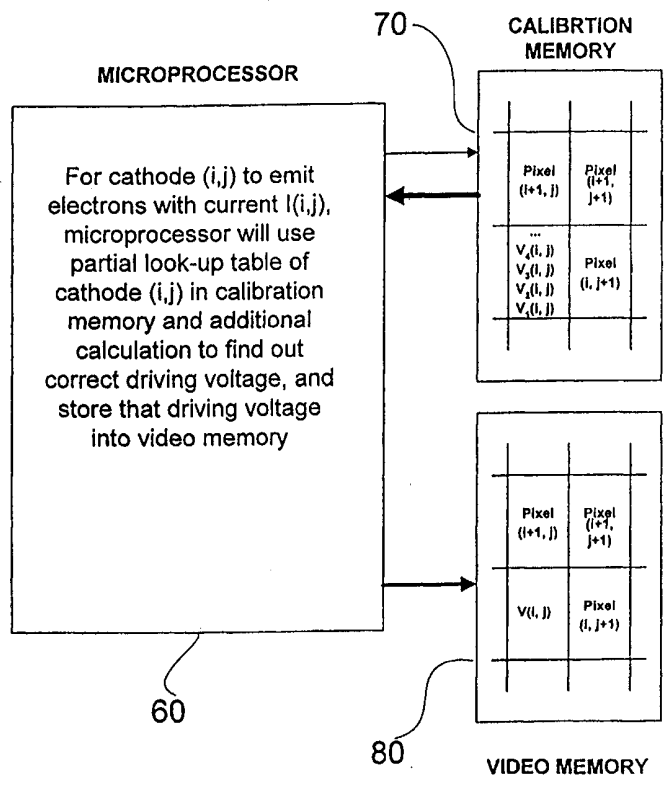 70
CALIBRTION
MEMORY
MICROPROCESSOR
For cathode (i,j) to emit
electrons with current I(i,j),
microprocessor will use
partial look-up table of
cathode (i,j) in calibration
memory and additional
calculation to find out
correct driving voltage, and
store that driving voltage
into video memory
Pixel
(i+1, j)
Pixel
(i+1,
j+1)
...
V₄(i, j)
V₃(i, j)
V₂(i, j)
V₁(i, j)
Pixel
(i, j+1)
Pixel
(i+1, j)
Pixel
(i+1,
j+1)
V(i, j)
Pixel
(i, j+1)
60
80
VIDEO MEMORY